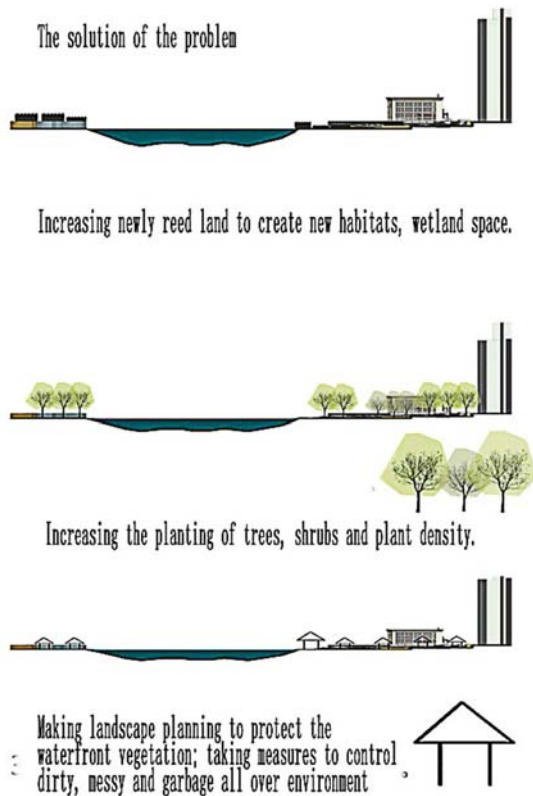 The solution of the problem
Increasing newly reed land to create new habitats, wetland space.
Increasing the planting of trees, shrubs and plant density.
Making landscape planning to protect the
waterfront vegetation; taking measures to control
dirty, messy and garbage all over environment